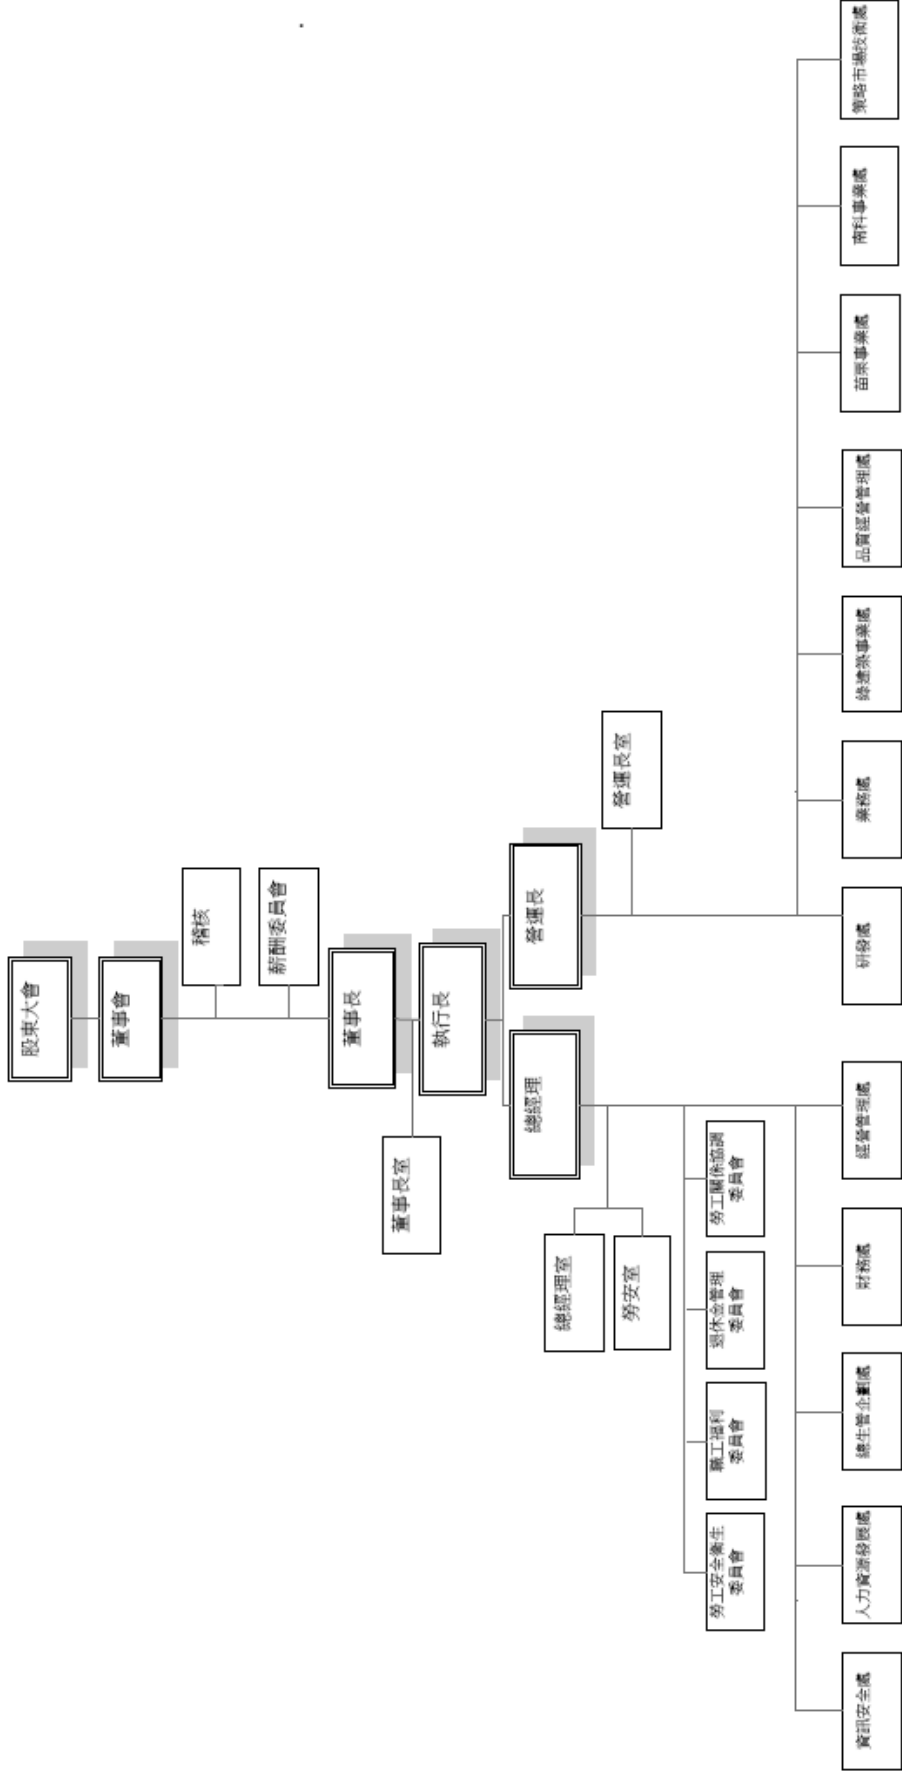 股東大會
董事會
稽核
薪酬委員會
董事長
董事長室
執行長
總經理
營運長
總經理室
勞安室
營運長室
勞工安全衛生
委員會
職工福利
委員會
退休金管理
委員會
勞工關係協調
委員會
資訊安全處
人力資源發展處
總生管企劃處
財務處
經營管理處
研發處
業務處
綠建築事業處
品質經營管理處
苗栗事業處
南科事業處
策略市場技術處